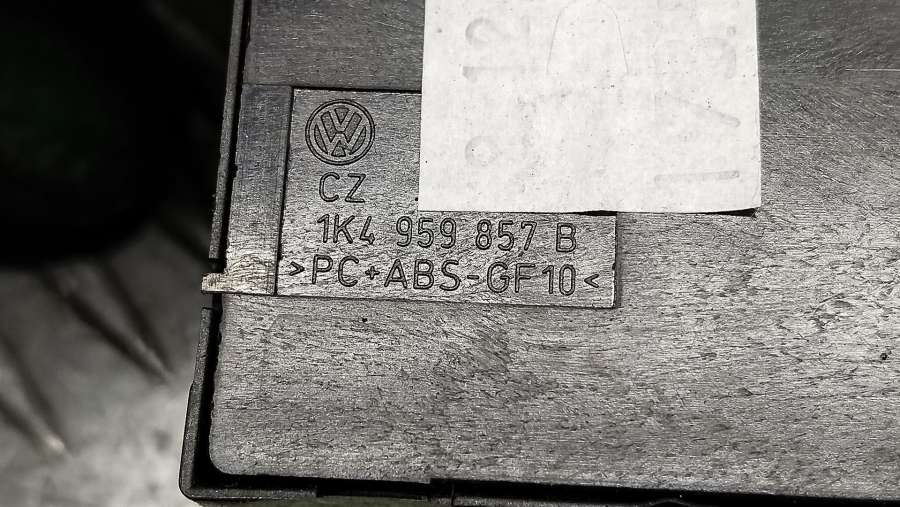 CZ
1K4 959 857 B
>PC+ABS-GF10<